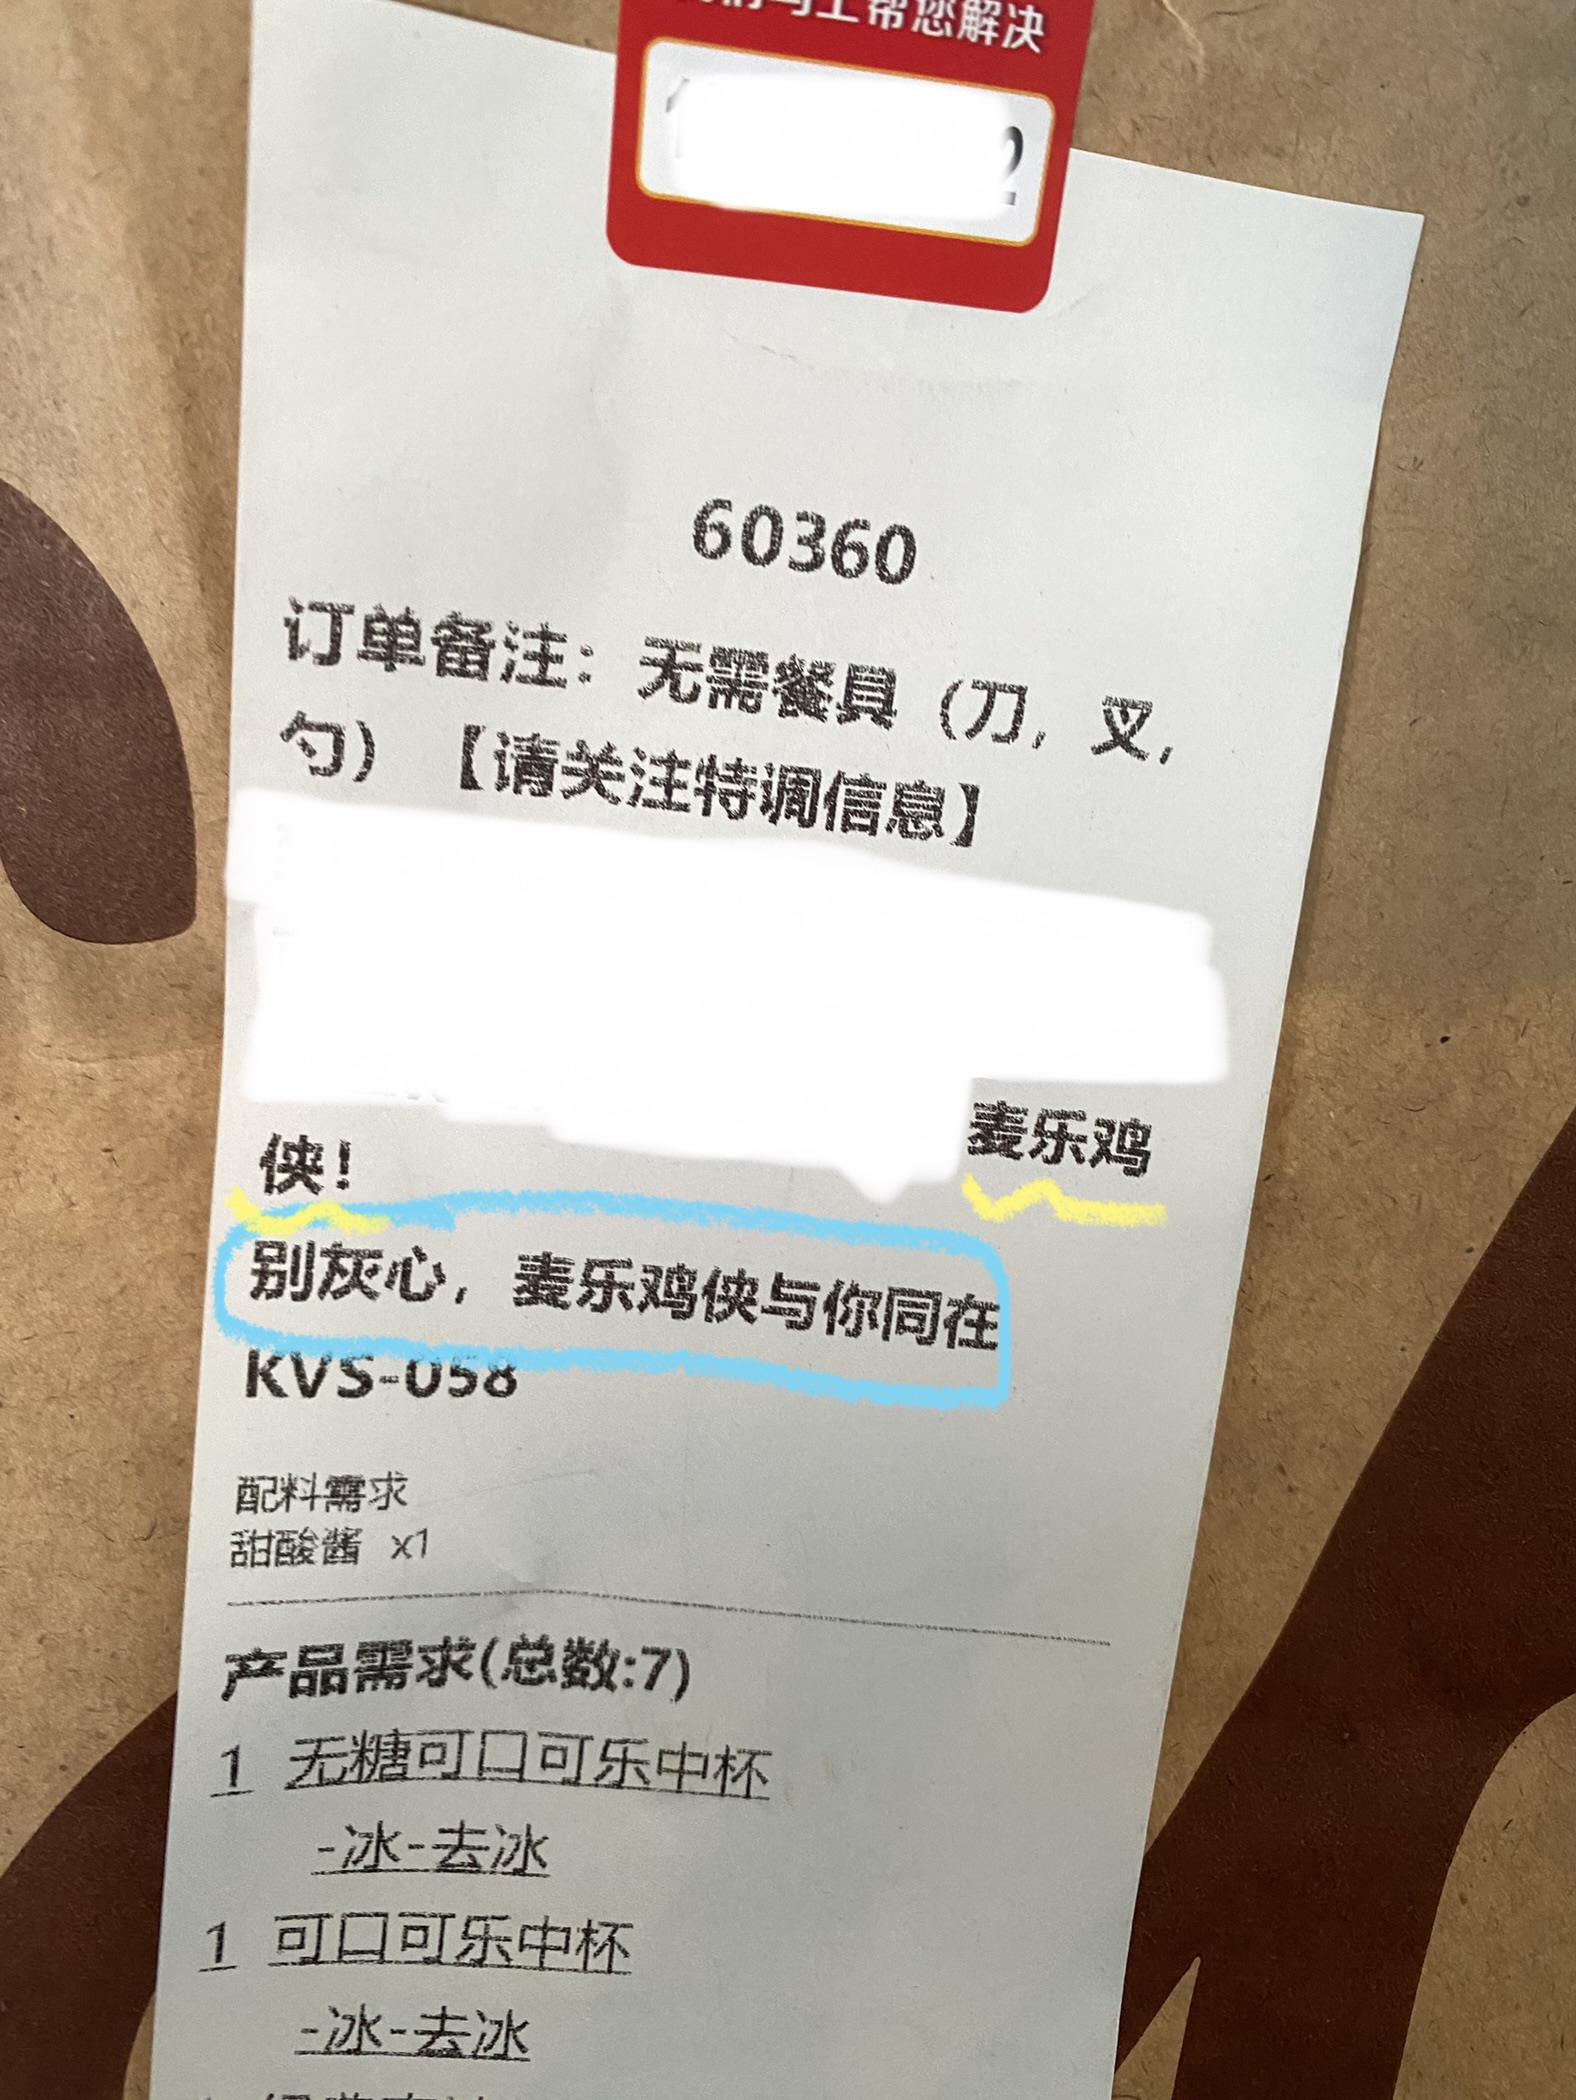 马上帮您解决
2
60360
订单备注：无需餐具（刀，叉，
勺）【请关注特调信息】
麦乐鸡
侠！
别灰心，麦乐鸡侠与你同在
KVS-058
配料需求
甜酸酱 x1
产品需求(总数:7)
1 无糖可口可乐中杯
-冰-去冰
1 可口可乐中杯
-冰-去冰